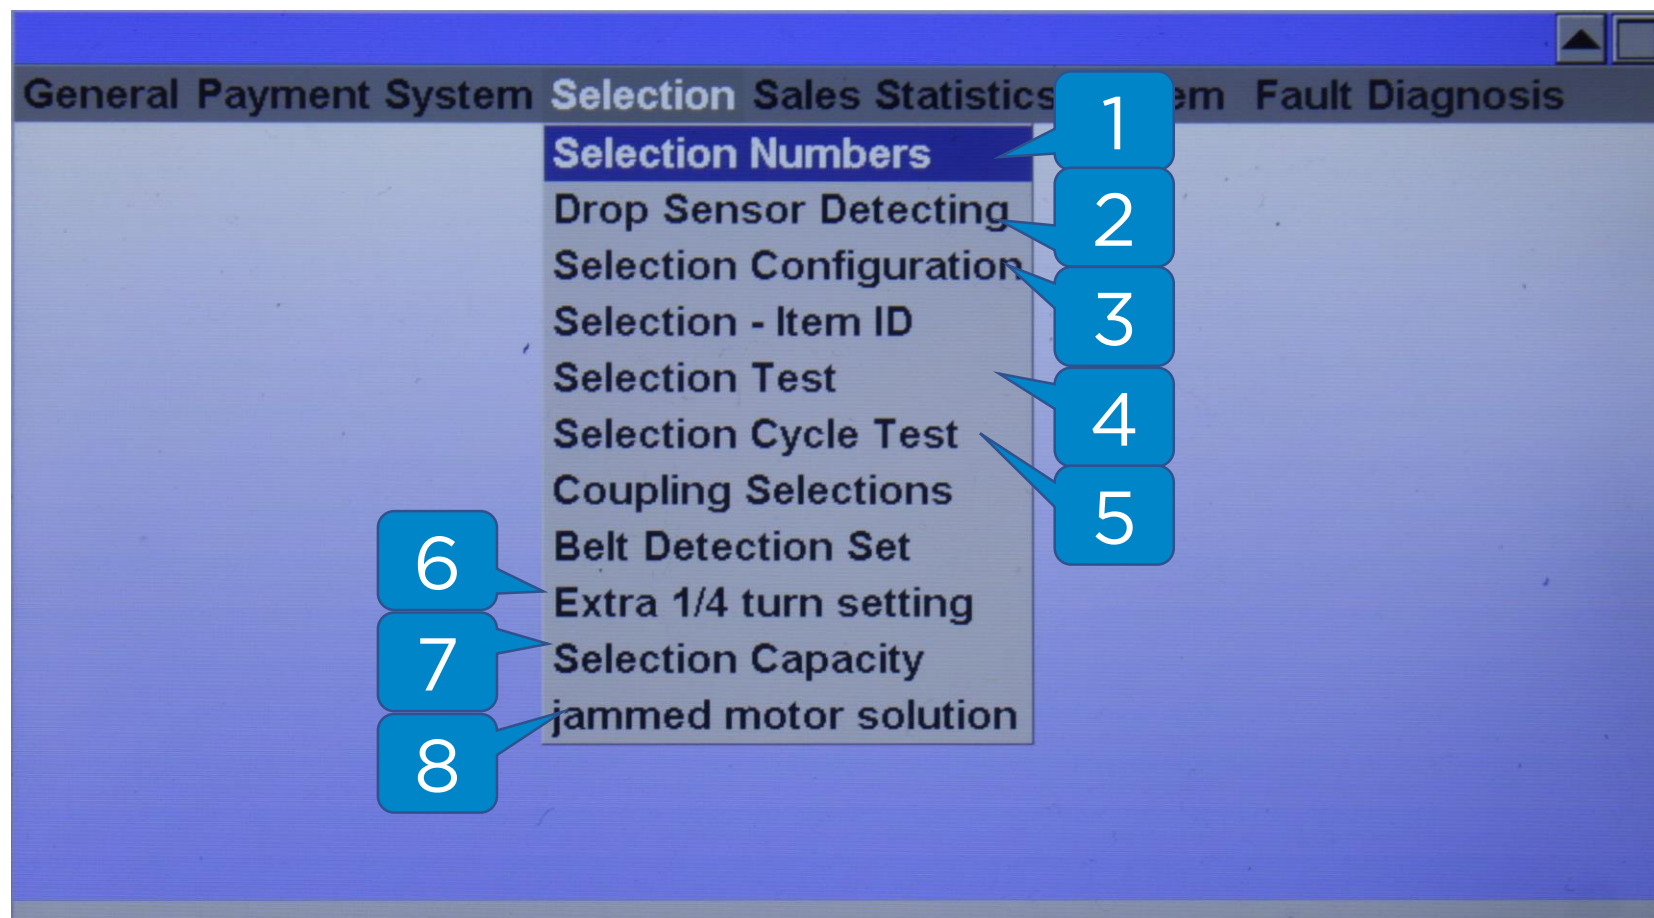 General Payment System Selection Sales Statistics em Fault Diagnosis
Selection Numbers
Drop Sensor Detecting
Selection Configuration
Selection - Item ID
Selection Test
Selection Cycle Test
Coupling Selections
Belt Detection Set
Extra 1/4 turn setting
Selection Capacity
jammed motor solution
1
2
3
4
5
6
7
8